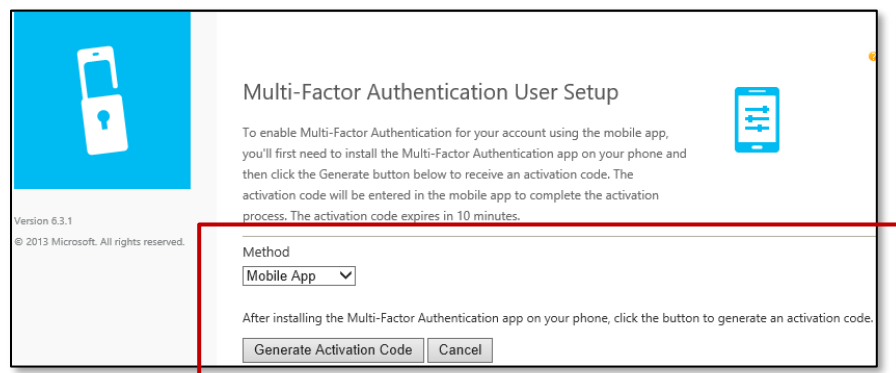 Multi-Factor Authentication User Setup
To enable Multi-Factor Authentication for your account using the mobile app,
you'll first need to install the Multi-Factor Authentication app on your phone and
then click the Generate button below to receive an activation code. The
activation code will be entered in the mobile app to complete the activation
process. The activation code expires in 10 minutes.
Version 6.3.1
© 2013 Microsoft. All rights reserved.
Method
Mobile App
After installing the Multi-Factor Authentication app on your phone, click the button to generate an activation code.
Generate Activation Code Cancel